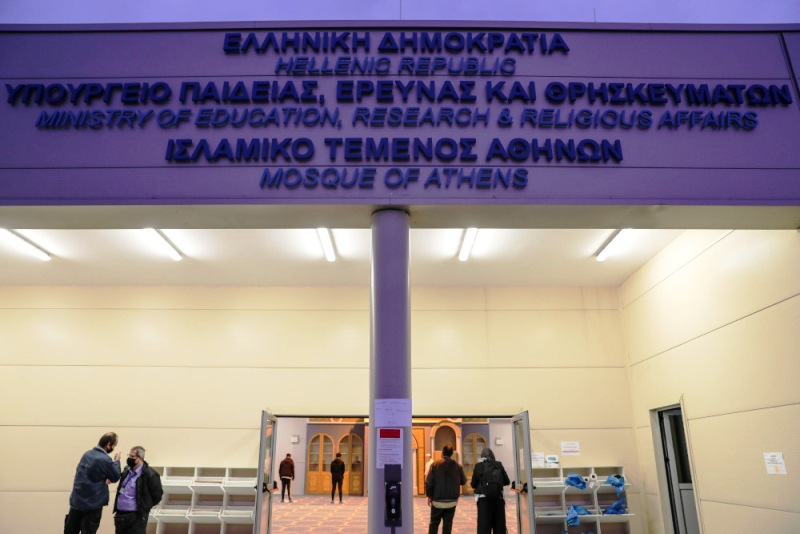 ΕΛΛΗΝΙΚΗ ΔΗΜΟΚΡΑΤΙΑ
HELLENIC REPUBLIC
ΥΠΟΥΡΓΕΙΟ ΠΑΙΔΕΙΑΣ, ΕΡΕΥΝΑΣ ΚΑΙ ΘΡΗΣΚΕΥΜΑΤΩΝ
MINISTRY OF EDUCATION, RESEARCH & RELIGIOUS AFFAIRS
ΙΣΛΑΜΙΚΟ ΤΕΜΕΝΟΣ ΑΘΗΝΩΝ
MOSQUE OF ATHENS